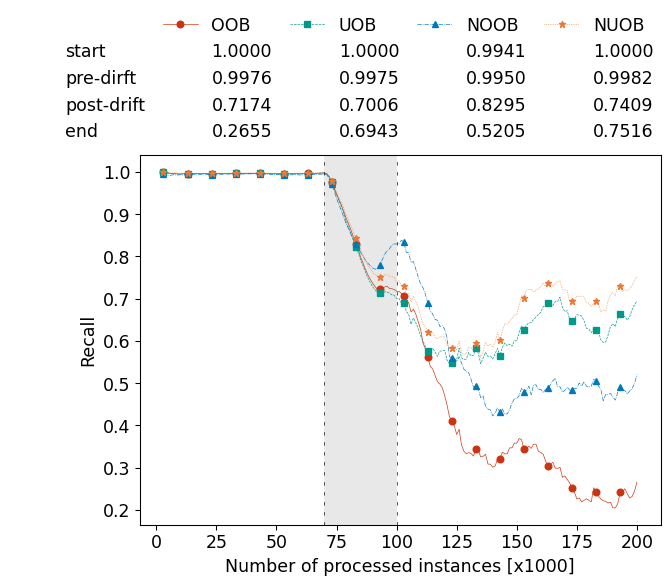 OOB UOB NOOB NUOB
start 1.0000 1.0000 0.9941 1.0000
pre-dirft 0.9976 0.9975 0.9950 0.9982
post-drift 0.7174 0.7006 0.8295 0.7409
end 0.2655 0.6943 0.5205 0.7516
1.0
0.9
0.8
0.7
0.6
0.5
0.4
0.3
0.2
Recall
0 25 50 75 100 125 150 175 200
Number of processed instances [x1000]